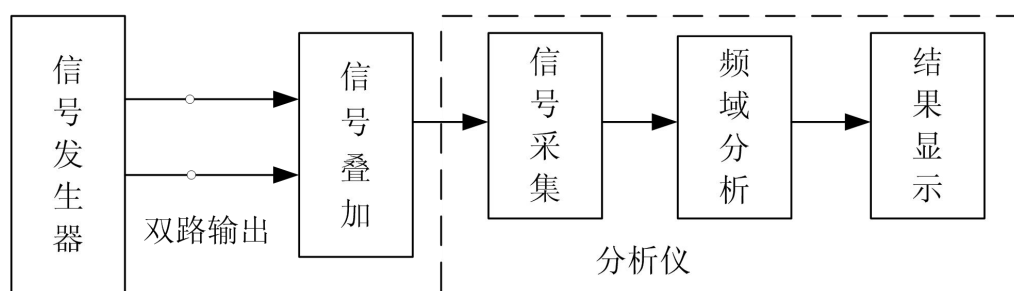 信号发生器
双路输出
信号叠加
信号采集
频域分析
结果显示
分析仪